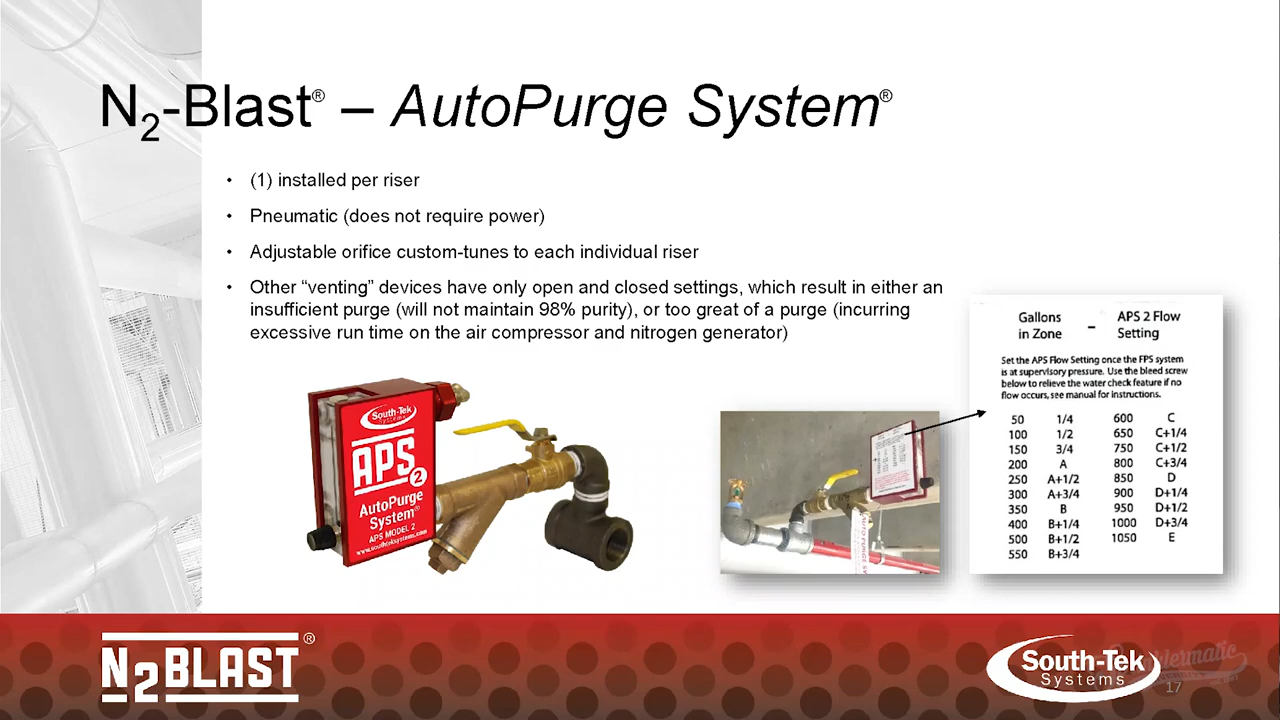 N2-Blast® – AutoPurge System®
• (1) installed per riser
• Pneumatic (does not require power)
• Adjustable orifice custom-tunes to each individual riser
• Other “venting” devices have only open and closed settings, which result in either an
insufficient purge (will not maintain 98% purity), or too great of a purge (incurring
excessive run time on the air compressor and nitrogen generator)
South-Tek
Systems
APS 2
AutoPurge
System®
APS MODEL 2
www.southteksystems.com
AUTO PURGE SY
Gallons in Zone – APS 2 Flow Setting
Set the APS Flow Setting once the FPS system
is at supervisory pressure. Use the bleed screw
below to relieve the water check feature if no
flow occurs, see manual for instructions.
50 1/4 600 C
100 1/2 650 C+1/4
150 3/4 750 C+1/2
200 A 800 C+3/4
250 A+1/2 850 D
300 A+3/4 900 D+1/4
350 B 950 D+1/2
400 B+1/4 1000 D+3/4
500 B+1/2 1050 E
550 B+3/4
N2BLAST®
South-Tek
Systems
17